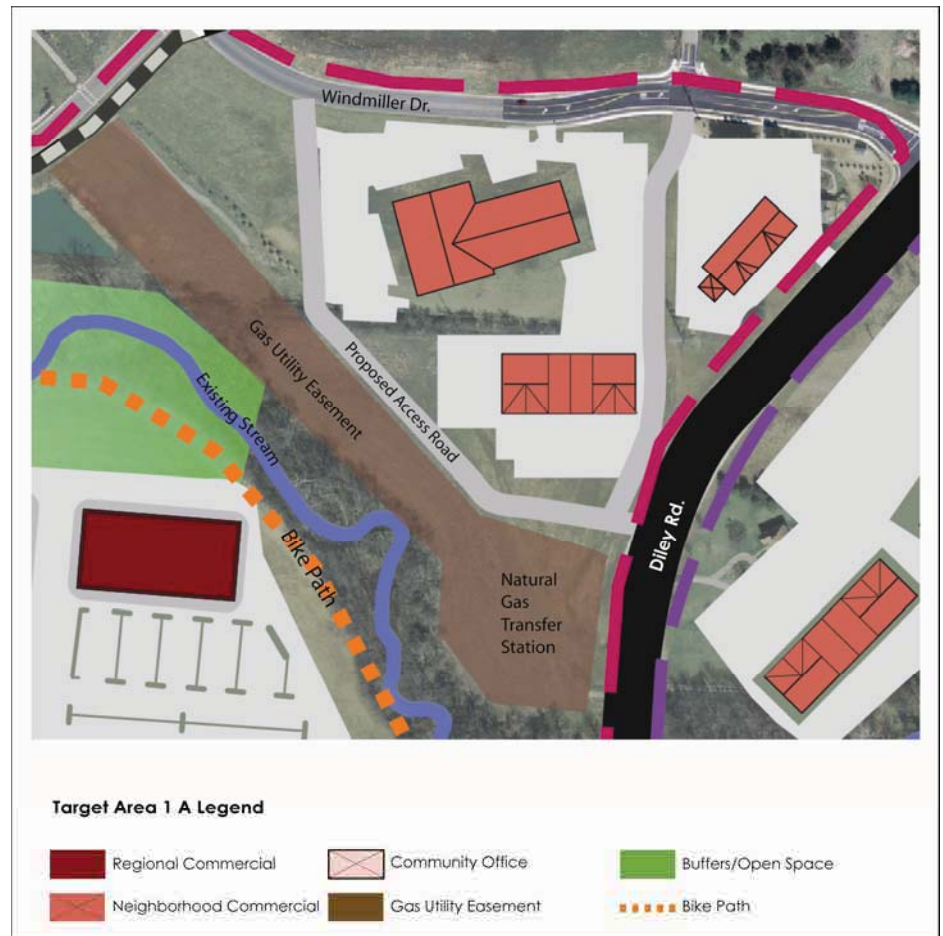 Windmiller Dr.
Gas Utility Easement
Proposed Access Road
Existing Stream
Bike Path
Diley Rd.
Natural
Gas
Transfer
Station
Target Area 1 A Legend
Regional Commercial
Community Office
Buffers/Open Space
Neighborhood Commercial
Gas Utility Easement
Bike Path